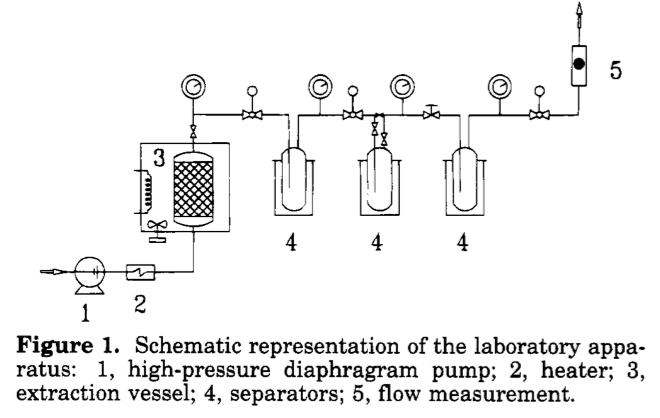 5
3
4 4 4
1 2
Figure 1. Schematic representation of the laboratory appa-
ratus: 1, high-pressure diaphragram pump; 2, heater; 3,
extraction vessel; 4, separators; 5, flow measurement.